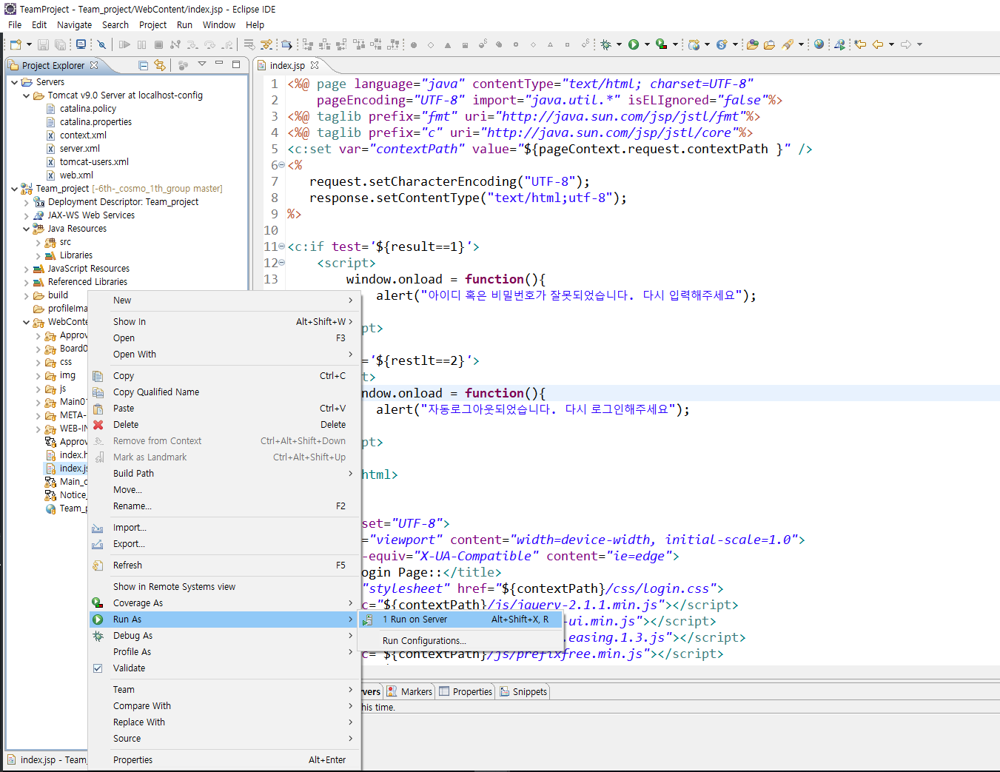 TeamProject - Team_project/WebContent/index.jsp - Eclipse IDE
File Edit Navigate Search Project Run Window Help
Project Explorer
Servers
Tomcat v9.0 Server at localhost-config
catalina.policy
catalina.properties
context.xml
server.xml
tomcat-users.xml
web.xml
Team_project [-6th-_cosmo_1th_group master]
Deployment Descriptor: Team_project
JAX-WS Web Services
Java Resources
src
Libraries
JavaScript Resources
Referenced Libraries
build
profileIma
WebConte
Approv
Board0
css
img
js
Main01
META-
WEB-IN
Approv
index.h
index.js
Main_c
Notice_
Team_p
index.jsp - Team_
New
Show In Alt+Shift+W
Open F3
Open With
Copy Ctrl+C
Copy Qualified Name
Paste Ctrl+V
Delete Delete
Remove from Context Ctrl+Alt+Shift+Down
Mark as Landmark Ctrl+Alt+Shift+Up
Build Path
Move...
Rename... F2
Import...
Export...
Refresh F5
Show in Remote Systems view
Coverage As
Run As
Debug As
Profile As
Validate
Team
Compare With
Replace With
Source
Properties Alt+Enter
1 Run on Server Alt+Shift+X, R
Run Configurations...
index.jsp
1 <%@ page language="java" contentType="text/html; charset=UTF-8"
2 pageEncoding="UTF-8" import="java.util.*" isELIgnored="false"%>
3 <%@ taglib prefix="fmt" uri="http://java.sun.com/jsp/jstl/fmt"%>
4 <%@ taglib prefix="c" uri="http://java.sun.com/jsp/jstl/core"%>
5 <c:set var="contextPath" value="${pageContext.request.contextPath }" />
6 <%
7 request.setCharacterEncoding("UTF-8");
8 response.setContentType("text/html;utf-8");
9 %>
10
11 <c:if test='${result==1}'>
12 <script>
13 window.onload = function(){
alert("아이디 혹은 비밀번호가 잘못되었습니다. 다시 입력해주세요");
pt>
='${restlt==2}'>
t>
ndow.onload = function(){
alert("자동로그아웃되었습니다. 다시 로그인해주세요");
pt>
html>
set="UTF-8">
="viewport" content="width=device-width, initial-scale=1.0">
-equiv="X-UA-Compatible" content="ie=edge">
ogin Page::</title>
"stylesheet" href="${contextPath}/css/login.css">
c="${contextPath}/js/jquery-2.1.1.min.js"></script>
-ui.min.js"></script>
.easing.1.3.js"></script>
c="${contextPath}/js/prefixfree.min.js"></script>
vers Markers Properties Snippets
his time.